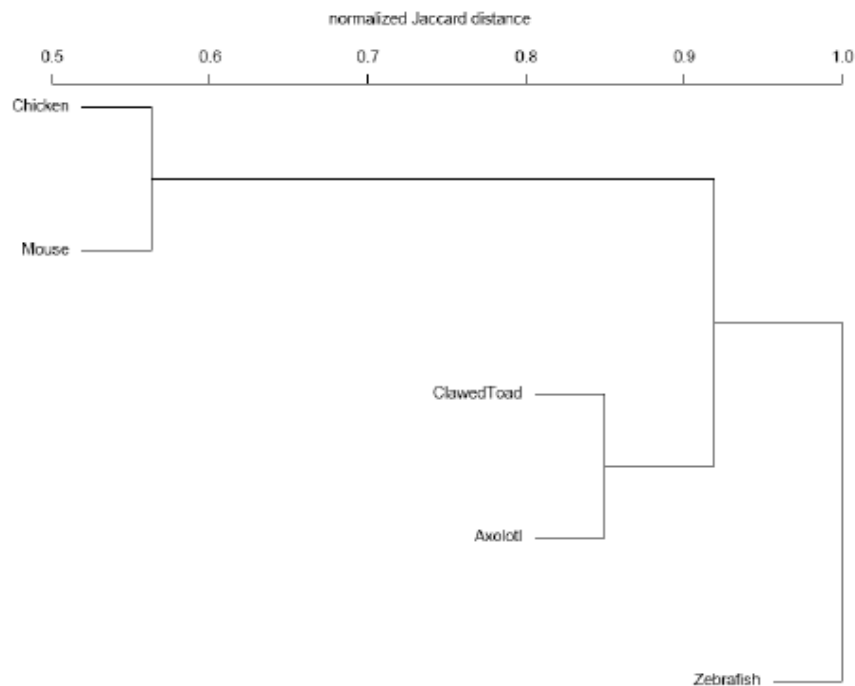 normalized Jaccard distance
0.5 0.6 0.7 0.8 0.9 1.0
Chicken
Mouse
ClawedToad
Axolotl
Zebrafish